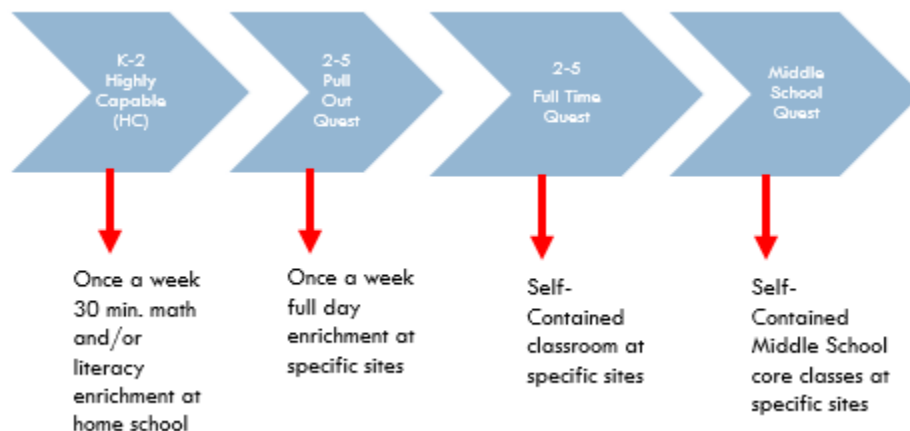 K-2
Highly
Capable
(HC)
2-5
Pull
Out
Quest
2-5
Full Time
Quest
Middle
School
Quest
Once a week
30 min. math
and/or
literacy
enrichment at
home school
Once a week
full day
enrichment at
specific sites
Self-
Contained
classroom at
specific sites
Self-
Contained
Middle School
core classes at
specific sites